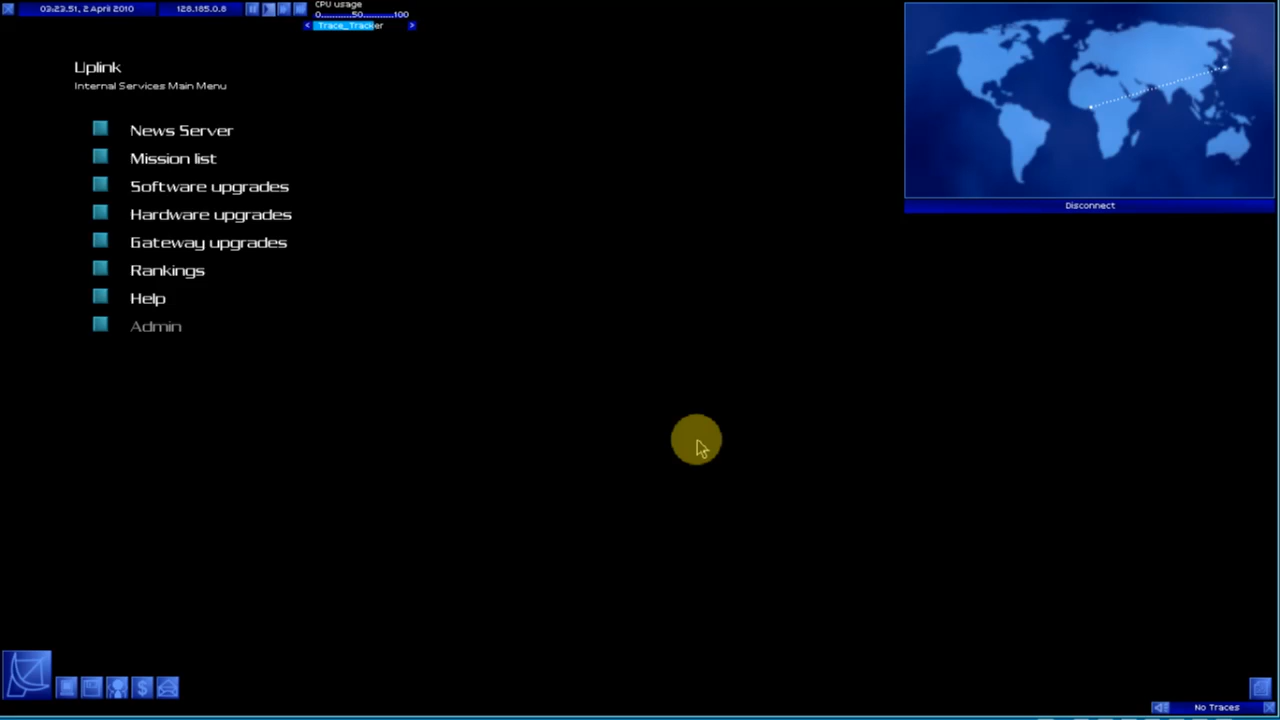 03:23.51, 2 April 2010
128.185.0.8
CPU usage
0.........50.........100
< Trace_Tracker >
Uplink
Internal Services Main Menu
News Server
Mission list
Software upgrades
Hardware upgrades
Gateway upgrades
Rankings
Help
Admin
Disconnect
$
No Traces